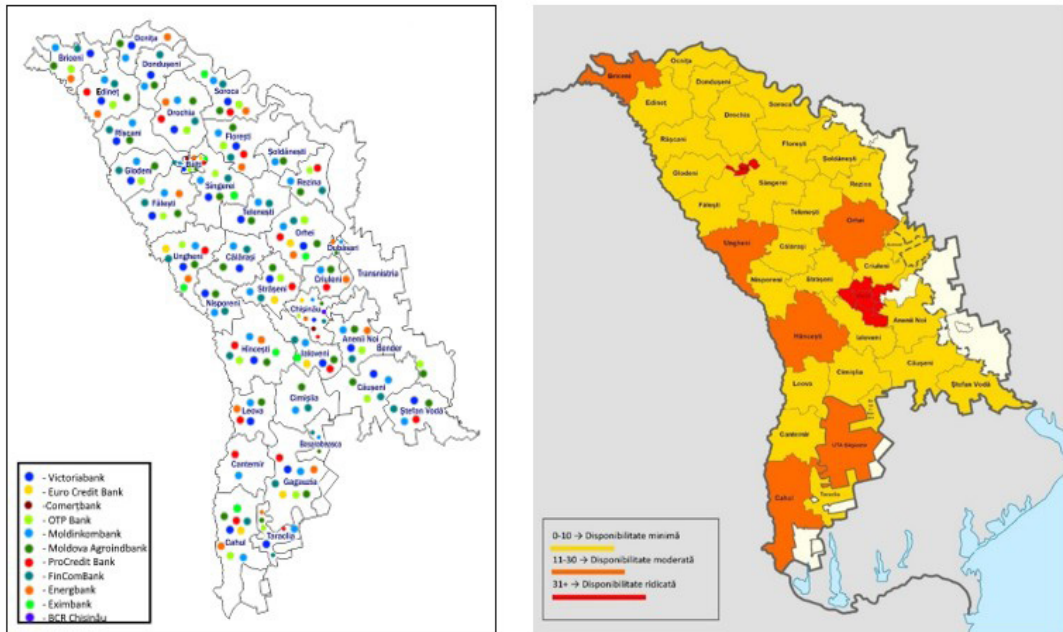 Ocnița
Briceni
Dondușeni
Edineț
Soroca
Drochia
Rîșcani
Florești
Șoldănești
Bălți
Glodeni
Sîngerei
Rezina
Fălești
Telenești
Orhei
Dubăsari
Ungheni
Călărași
Transnistria
Criuleni
Strășeni
Nisporeni
Chișinău
Anenii Noi
Bender
Hîncești
Ialoveni
Căușeni
Cimișlia
Leova
Ștefan Vodă
Basarabeasca
Cantemir
Gagauzia
Cahul
Taraclia
- Victoriabank
- Euro Credit Bank
-Comerțbank
- OTP Bank
- Moldinkombank
- Moldova Agroindbank
- ProCredit Bank
- FinComBank
- Energbank
- Eximbank
- BCR Chișinău
Ocnița
Briceni
Dondușeni
Edineț
Soroca
Drochia
Râșcani
Florești
Șoldănești
Glodeni
Sângerei
Rezina
Fălești
Telenești
Orhei
Ungheni
Călărași
Criuleni
Nisporeni
Strășeni
Anenii Noi
Hîncești
Ialoveni
Căușeni
Cimișlia
Leova
Ștefan Vodă
Cantemir
UTA Găgăuzia
Cahul
Taraclia
0-10 → Disponibilitate minimă
11-30 → Disponibilitate moderată
31+ → Disponibilitate ridicată